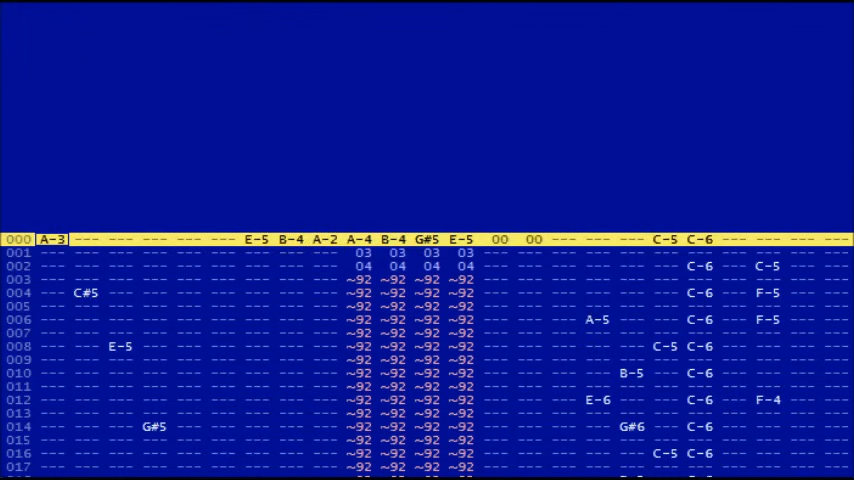 000 A-3 --- --- --- --- --- E-5 B-4 A-2 A-4 B-4 G#5 E-5 00 00 --- --- --- C-5 C-6 --- --- --- ---
001 --- --- --- --- --- --- --- --- --- 03 03 03 03 --- --- --- --- --- --- --- --- --- --- ---
002 --- --- --- --- --- --- --- --- --- 04 04 04 04 --- --- --- --- --- --- C-6 --- C-5 --- ---
003 --- --- --- --- --- --- --- --- --- ~92 ~92 ~92 ~92 --- --- --- --- --- --- --- --- --- --- ---
004 --- C#5 --- --- --- --- --- --- --- ~92 ~92 ~92 ~92 --- --- --- --- --- --- C-6 --- F-5 --- ---
005 --- --- --- --- --- --- --- --- --- ~92 ~92 ~92 ~92 --- --- --- --- --- --- --- --- --- --- ---
006 --- --- --- --- --- --- --- --- --- ~92 ~92 ~92 ~92 --- --- --- A-5 --- --- C-6 --- F-5 --- ---
007 --- --- --- --- --- --- --- --- --- ~92 ~92 ~92 ~92 --- --- --- --- --- --- --- --- --- --- ---
008 --- --- E-5 --- --- --- --- --- --- ~92 ~92 ~92 ~92 --- --- --- --- --- C-5 C-6 --- --- --- ---
009 --- --- --- --- --- --- --- --- --- ~92 ~92 ~92 ~92 --- --- --- --- --- --- --- --- --- --- ---
010 --- --- --- --- --- --- --- --- --- ~92 ~92 ~92 ~92 --- --- --- --- B-5 --- C-6 --- --- --- ---
011 --- --- --- --- --- --- --- --- --- ~92 ~92 ~92 ~92 --- --- --- --- --- --- --- --- --- --- ---
012 --- --- --- --- --- --- --- --- --- ~92 ~92 ~92 ~92 --- --- --- E-6 --- --- C-6 --- F-4 --- ---
013 --- --- --- --- --- --- --- --- --- ~92 ~92 ~92 ~92 --- --- --- --- --- --- --- --- --- --- ---
014 --- --- --- G#5 --- --- --- --- --- ~92 ~92 ~92 ~92 --- --- --- --- G#6 --- C-6 --- --- --- ---
015 --- --- --- --- --- --- --- --- --- ~92 ~92 ~92 ~92 --- --- --- --- --- --- --- --- --- --- ---
016 --- --- --- --- --- --- --- --- --- ~92 ~92 ~92 ~92 --- --- --- --- --- C-5 C-6 --- --- --- ---
017 --- --- --- --- --- --- --- --- --- ~92 ~92 ~92 ~92 --- --- --- --- --- --- --- --- --- --- ---